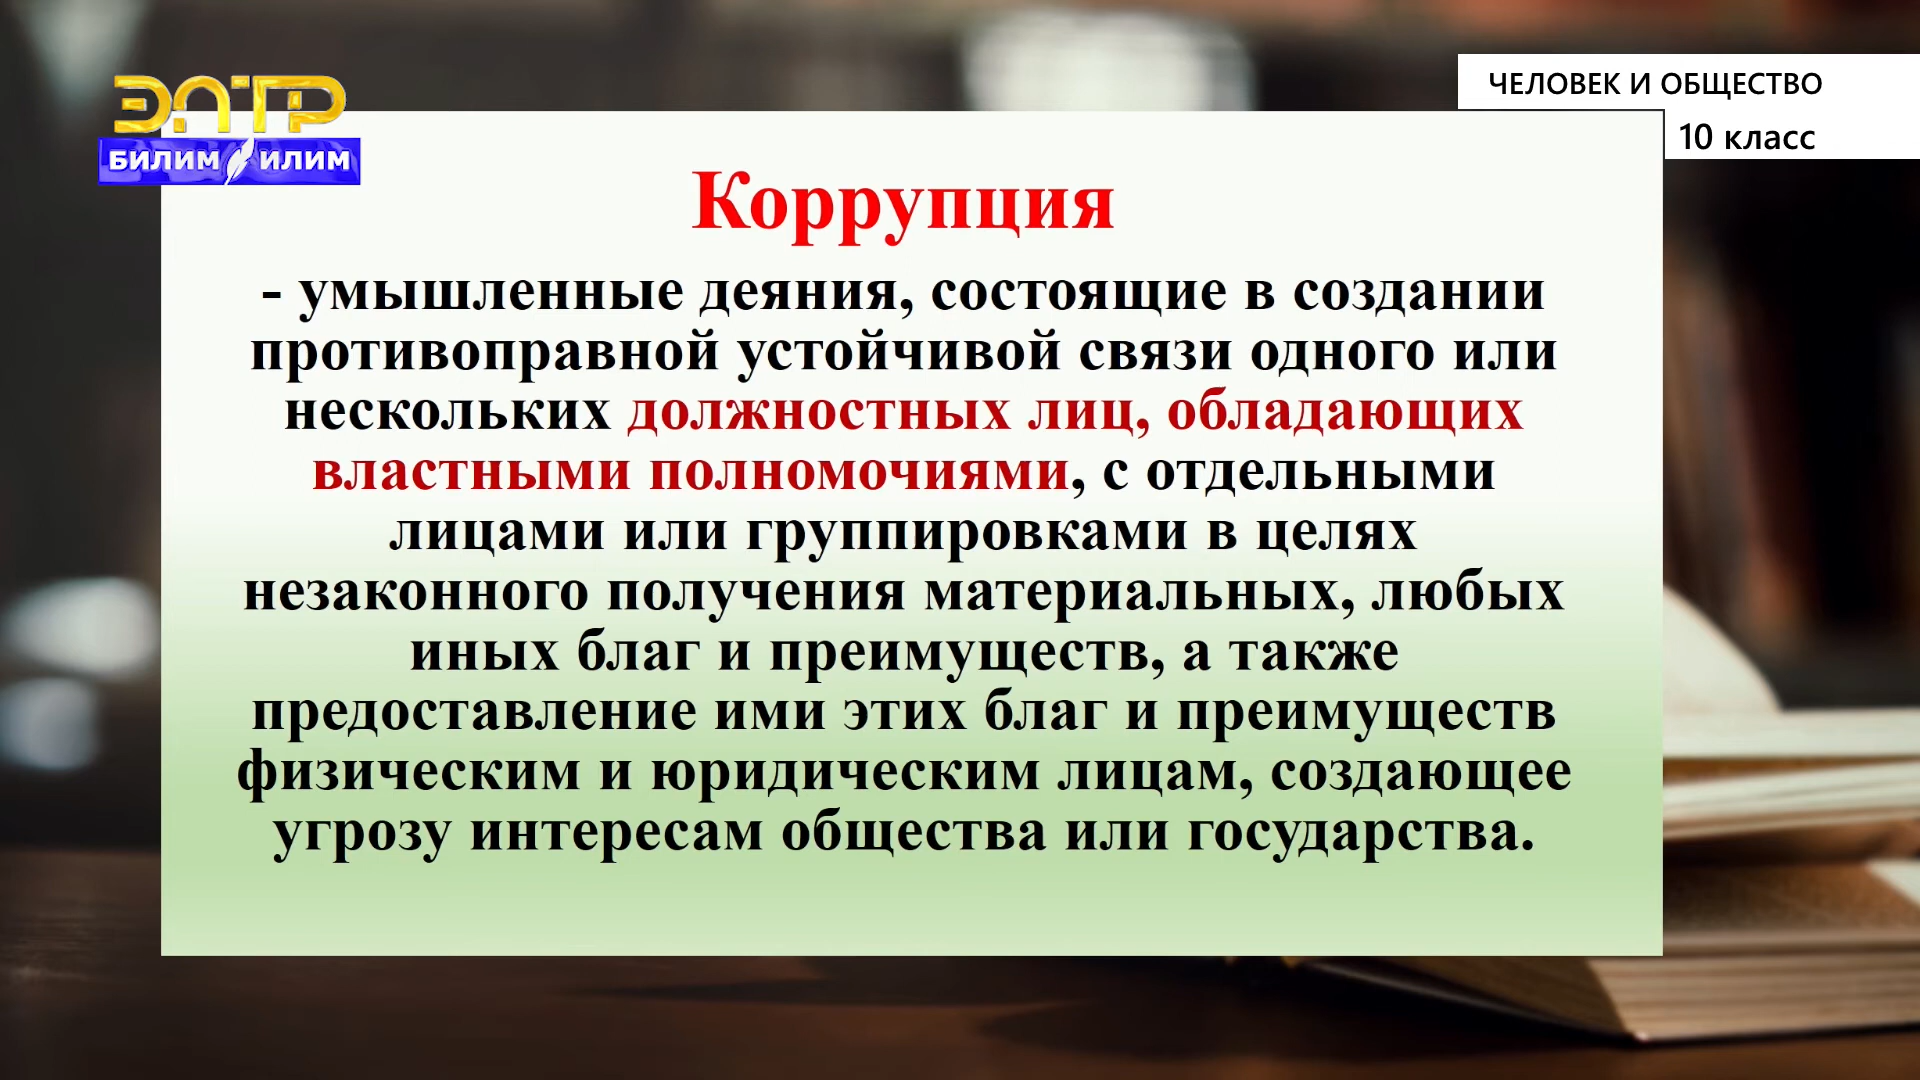 ЭЛТР
БИЛИМ ИЛИМ
ЧЕЛОВЕК И ОБЩЕСТВО
10 класс
Коррупция
- умышленные деяния, состоящие в создании
противоправной устойчивой связи одного или
нескольких должностных лиц, обладающих
властными полномочиями, с отдельными
лицами или группировками в целях
незаконного получения материальных, любых
иных благ и преимуществ, а также
предоставление ими этих благ и преимуществ
физическим и юридическим лицам, создающее
угрозу интересам общества или государства.